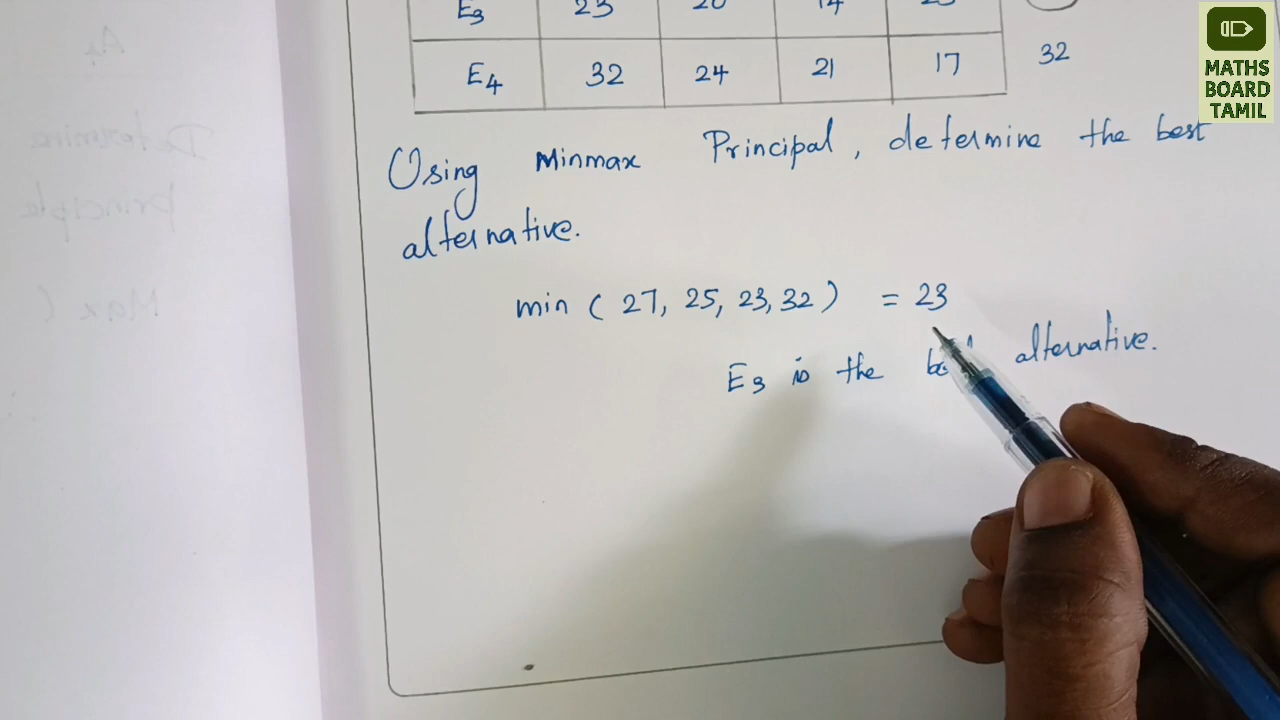 E3 23 20 14
E4 32 24 21 17 32
Using Minmax Principal, determine the best
alternative.
min ( 27, 25, 23, 32 ) = 23
E3 is the alternative.
MATHS
BOARD
TAMIL